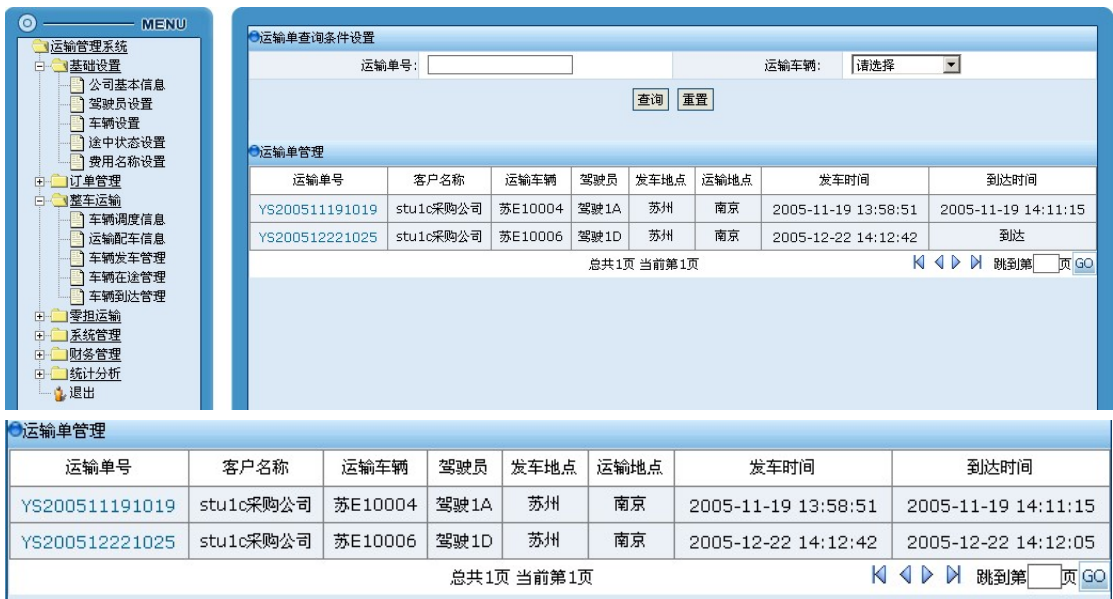 MENU
运输管理系统
基础设置
公司基本信息
驾驶员设置
车辆设置
途中状态设置
费用名称设置
订单管理
整车运输
车辆调度信息
运输配车信息
车辆发车管理
车辆在途管理
车辆到达管理
零担运输
系统管理
财务管理
统计分析
退出
运输单查询条件设置
运输单号: 运输车辆: 请选择
查询 重置
运输单管理
运输单号 客户名称 运输车辆 驾驶员 发车地点 运输地点 发车时间 到达时间
YS200511191019 stu1c采购公司 苏E10004 驾驶1A 苏州 南京 2005-11-19 13:58:51 2005-11-19 14:11:15
YS200512221025 stu1c采购公司 苏E10006 驾驶1D 苏州 南京 2005-12-22 14:12:42 到达
总共1页 当前第1页 跳到第 页 GO
运输单管理
运输单号 客户名称 运输车辆 驾驶员 发车地点 运输地点 发车时间 到达时间
YS200511191019 stu1c采购公司 苏E10004 驾驶1A 苏州 南京 2005-11-19 13:58:51 2005-11-19 14:11:15
YS200512221025 stu1c采购公司 苏E10006 驾驶1D 苏州 南京 2005-12-22 14:12:42 2005-12-22 14:12:05
总共1页 当前第1页 跳到第 页 GO